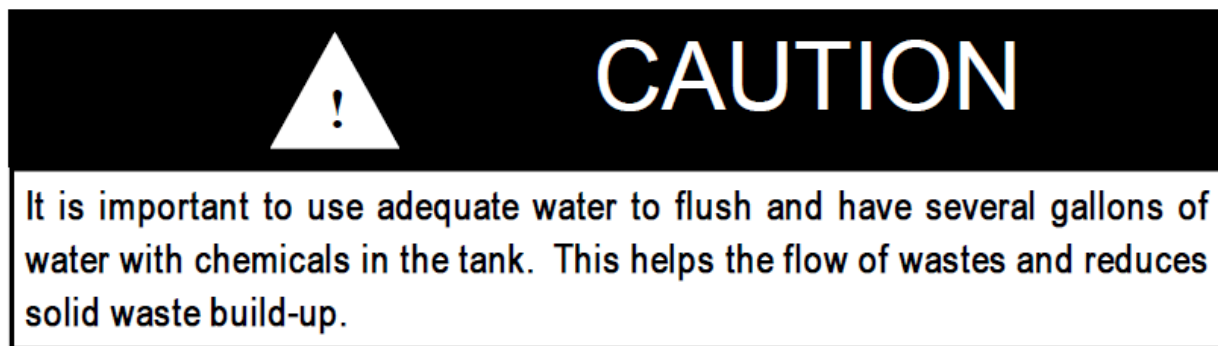 ! CAUTION
It is important to use adequate water to flush and have several gallons of
water with chemicals in the tank. This helps the flow of wastes and reduces
solid waste build-up.